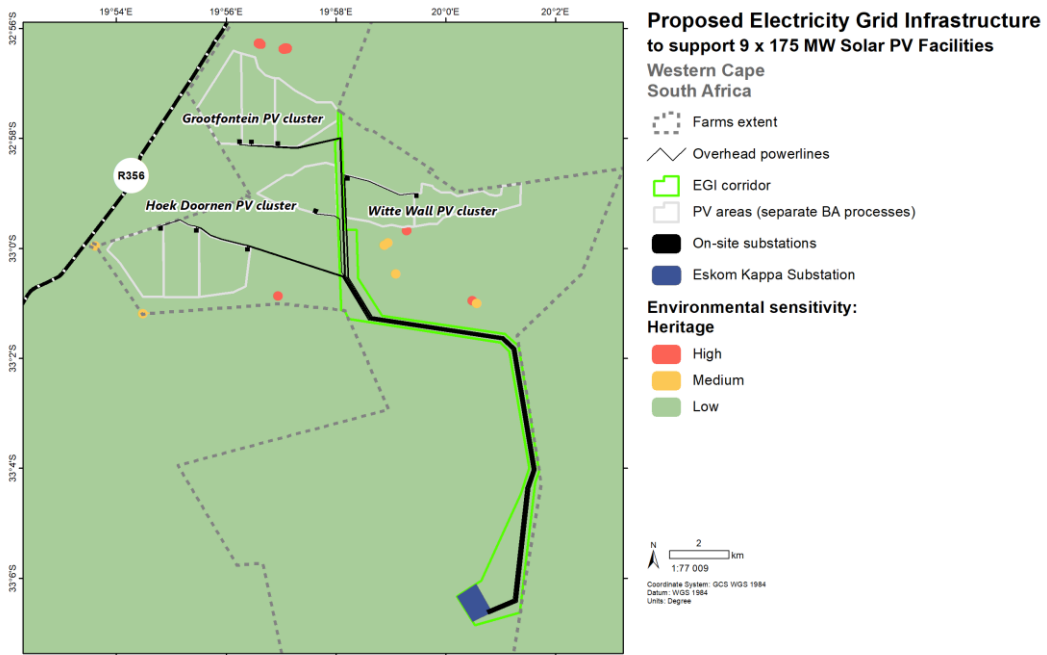 19°54'E
19°56'E
19°58'E
20°0'E
20°2'E
32°56'S
32°58'S
33°0'S
33°2'S
33°4'S
33°6'S
Grootfontein PV cluster
R356
Hoek Doornen PV cluster
Witte Wall PV cluster
Proposed Electricity Grid Infrastructure
to support 9 x 175 MW Solar PV Facilities
Western Cape
South Africa
Farms extent
Overhead powerlines
EGI corridor
PV areas (separate BA processes)
On-site substations
Eskom Kappa Substation
Environmental sensitivity:
Heritage
High
Medium
Low
N
2
km
1:77 009
Coordinate System: GCS WGS 1984
Datum: WGS 1984
Units: Degree